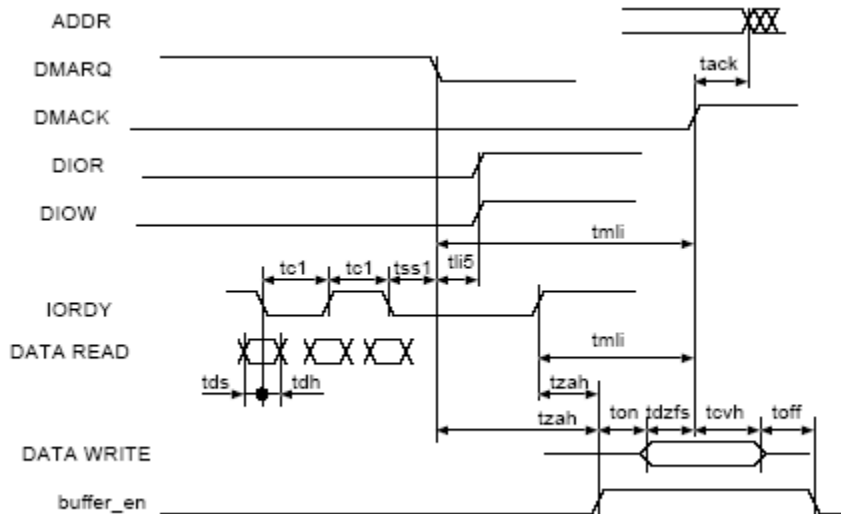 ADDR
DMARQ
tack
DMACK
DIOR
DIOW
tmli
tc1 tc1 tss1 tli5
IORDY
DATA READ
tmli
tds tdh
tzah
tzah ton tdzfs tcvh toff
DATA WRITE
buffer_en